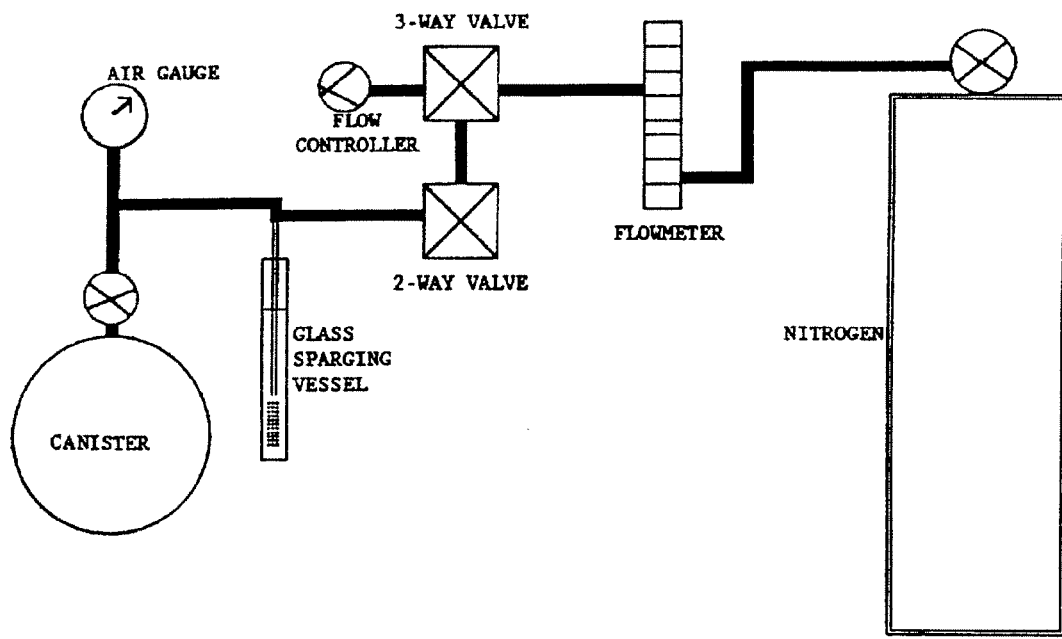 3-WAY VALVE
AIR GAUGE
FLOW
CONTROLLER
FLOWMETER
2-WAY VALVE
GLASS
SPARGING
VESSEL
NITROGEN
CANISTER